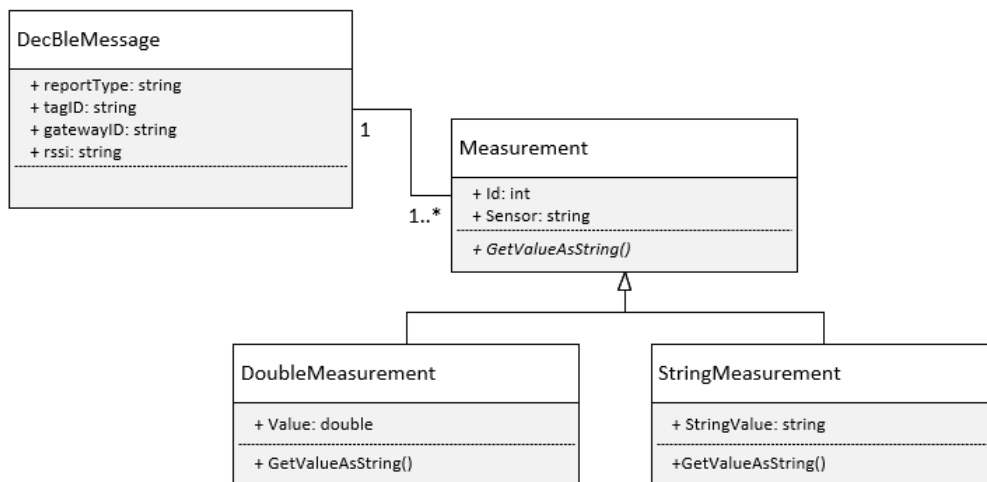 DecBleMessage
+ reportType: string
+ tagID: string
+ gatewayID: string
+ rssi: string
1
1..*
Measurement
+ Id: int
+ Sensor: string
+ GetValueAsString()
DoubleMeasurement
+ Value: double
+ GetValueAsString()
StringMeasurement
+ StringValue: string
+GetValueAsString()